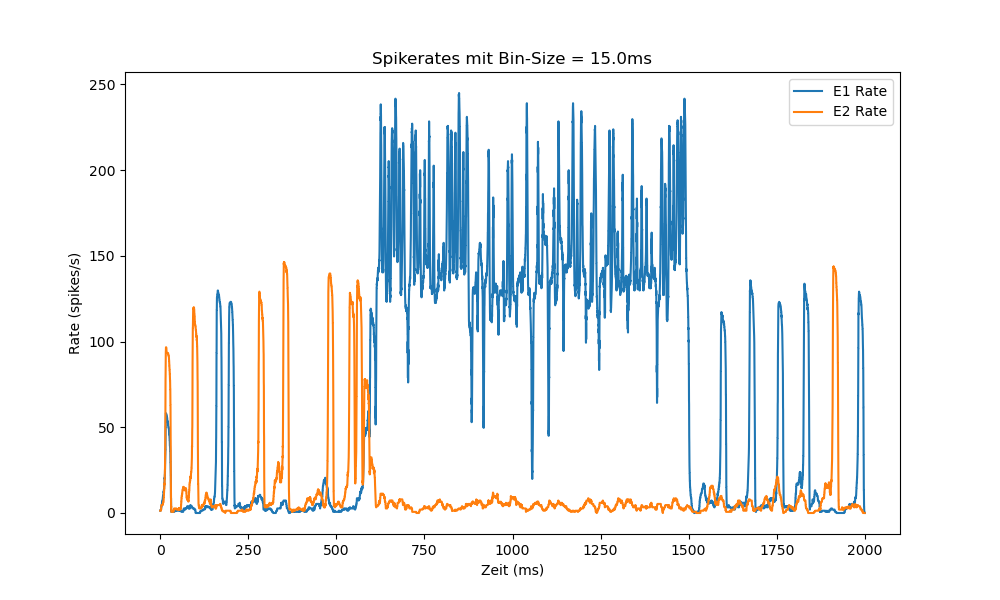 Spikerates mit Bin-Size = 15.0ms
E1 Rate
E2 Rate
250
200
150
100
50
0
Rate (spikes/s)
0 250 500 750 1000 1250 1500 1750 2000
Zeit (ms)